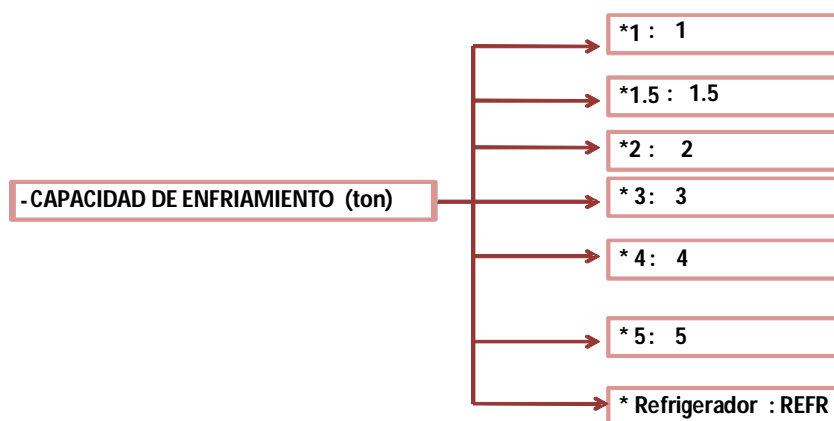 *1 : 1
*1.5 : 1.5
*2 : 2
- CAPACIDAD DE ENFRIAMIENTO (ton)
* 3: 3
* 4: 4
* 5: 5
* Refrigerador : REFR